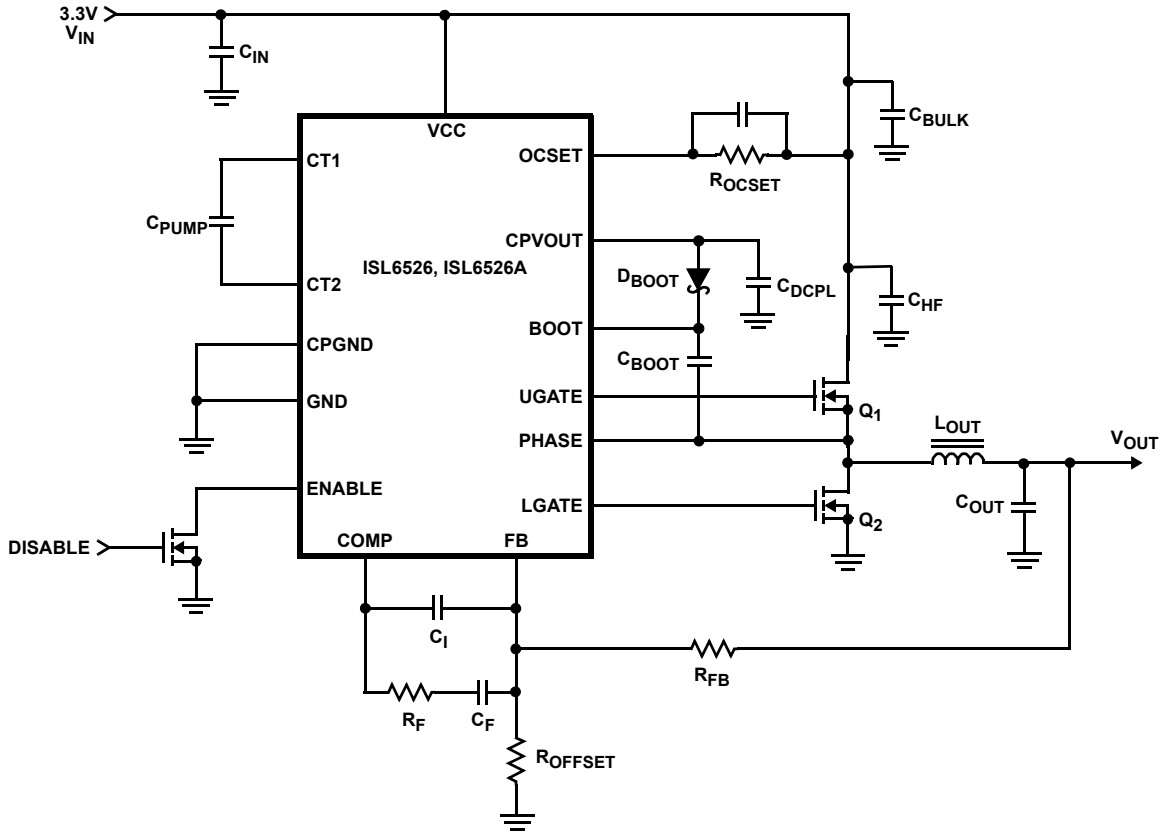 3.3V
VIN
CIN
CBULK
VCC
CT1
OCSET
ROCSET
CPUMP
CPVOUT
ISL6526, ISL6526A,
DBOOT
CDCPL
CT2
CHF
BOOT
CPGND
CBOOT
GND
UGATE
Q1
LOUT
PHASE
VOUT
ENABLE
LGATE
Q2
COUT
DISABLE
COMP
FB
CI
RFB
RF
CF
ROFFSET